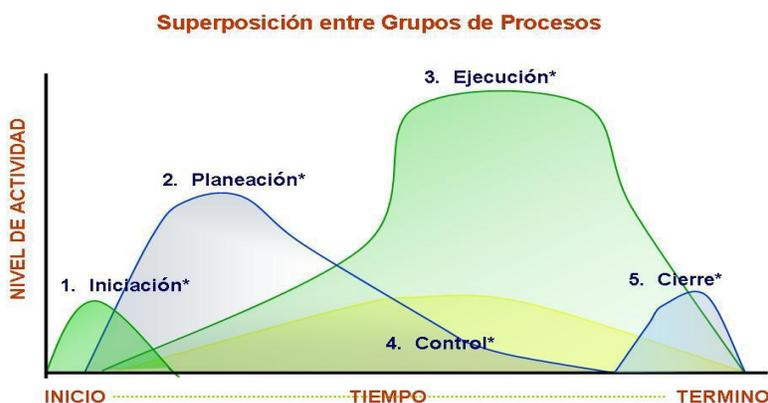 Superposición entre Grupos de Procesos
3. Ejecución*
2. Planeación*
1. Iniciación*
5. Cierre*
4. Control*
NIVEL DE ACTIVIDAD
INICIO
TIEMPO
TERMINO